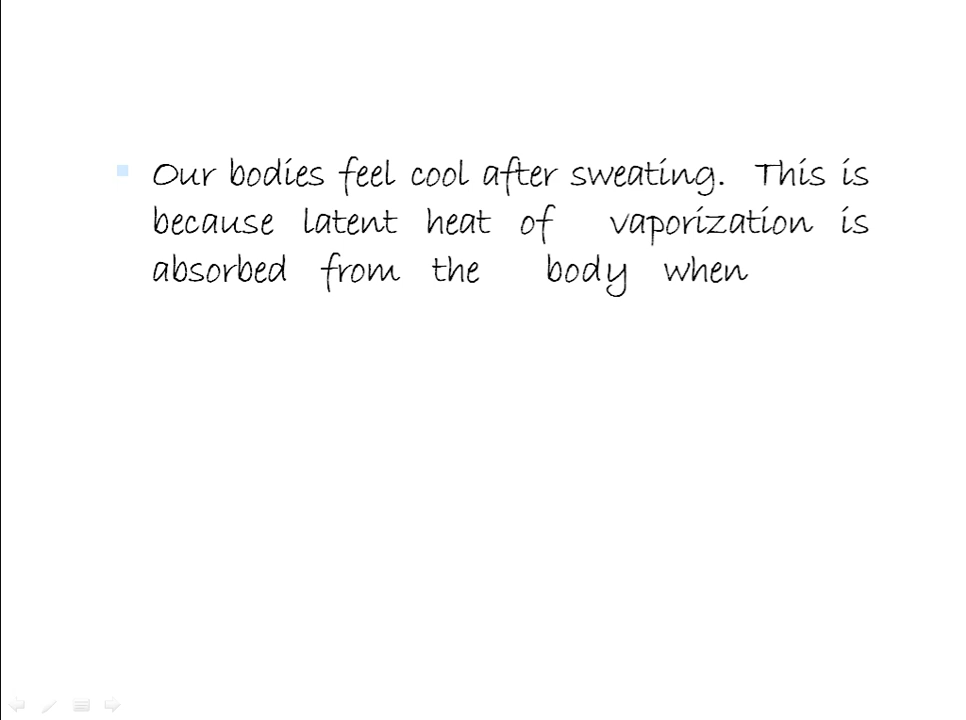 Our bodies feel cool after sweating. This is
because latent heat of vaporization is
absorbed from the body when